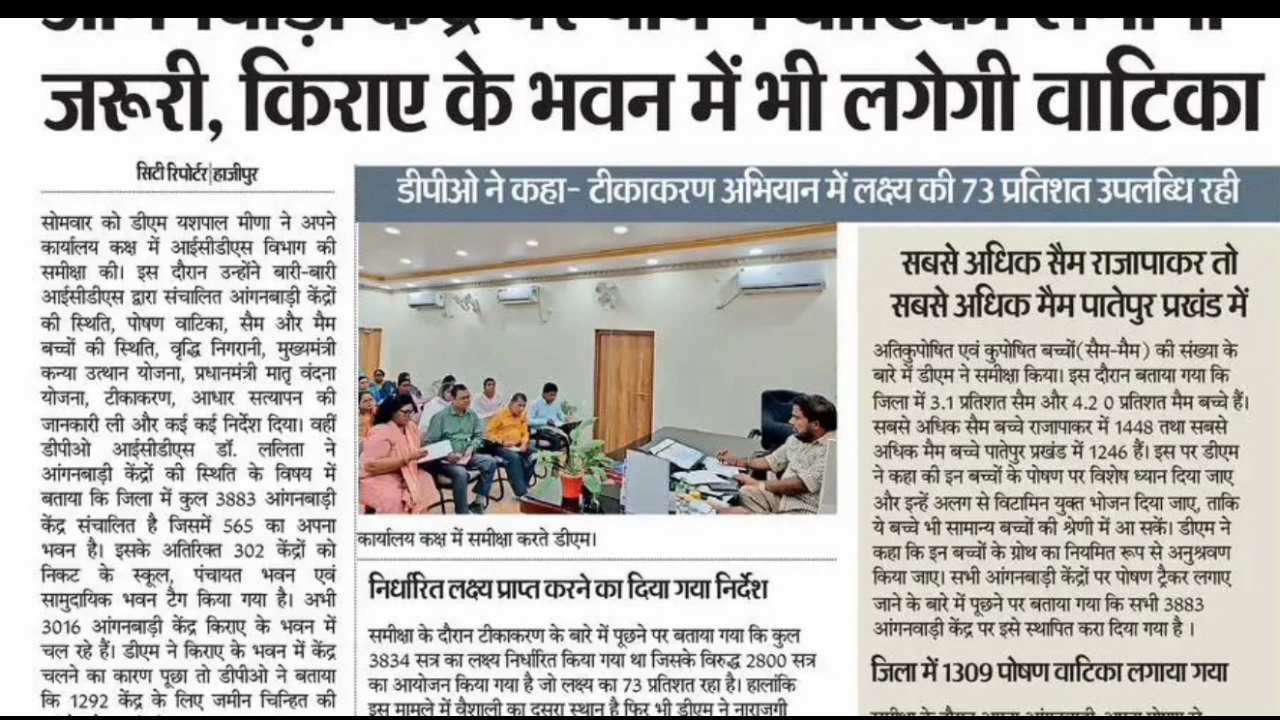 जरूरी, किराए के भवन में भी लगेगी वाटिका
सिटी रिपोर्टर|हाजीपुर
सोमवार को डीएम यशपाल मीणा ने अपने
कार्यालय कक्ष में आईसीडीएस विभाग की
समीक्षा की। इस दौरान उन्होंने बारी-बारी
आईसीडीएस द्वारा संचालित आंगनबाड़ी केंद्रों
की स्थिति, पोषण वाटिका, सैम और मैम
बच्चों की स्थिति, वृद्धि निगरानी, मुख्यमंत्री
कन्या उत्थान योजना, प्रधानमंत्री मातृ वंदना
योजना, टीकाकरण, आधार सत्यापन की
जानकारी ली और कई कई निर्देश दिया। वहीं
डीपीओ आईसीडीएस डॉ. ललिता ने
आंगनबाड़ी केंद्रों की स्थिति के विषय में
बताया कि जिला में कुल 3883 आंगनबाड़ी
केंद्र संचालित है जिसमें 565 का अपना
भवन है। इसके अतिरिक्त 302 केंद्रों को
निकट के स्कूल, पंचायत भवन एवं
सामुदायिक भवन टैग किया गया है। अभी
3016 आंगनबाड़ी केंद्र किराए के भवन में
चल रहे हैं। डीएम ने किराए के भवन में केंद्र
चलने का कारण पूछा तो डीपीओ ने बताया
कि 1292 केंद्र के लिए जमीन चिन्हित की
डीपीओ ने कहा- टीकाकरण अभियान में लक्ष्य की 73 प्रतिशत उपलब्धि रही
कार्यालय कक्ष में समीक्षा करते डीएम।
निर्धारित लक्ष्य प्राप्त करने का दिया गया निर्देश
समीक्षा के दौरान टीकाकरण के बारे में पूछने पर बताया गया कि कुल
3834 सत्र का लक्ष्य निर्धारित किया गया था जिसके विरुद्ध 2800 सत्र
का आयोजन किया गया है जो लक्ष्य का 73 प्रतिशत रहा है। हालांकि
इस मामले में वैशाली का दूसरा स्थान है फिर भी डीएम ने नाराजगी
सबसे अधिक सैम राजापाकर तो
सबसे अधिक मैम पातेपुर प्रखंड में
अतिकुपोषित एवं कुपोषित बच्चों(सैम-मैम) की संख्या के
बारे में डीएम ने समीक्षा किया। इस दौरान बताया गया कि
जिला में 3.1 प्रतिशत सैम और 4.2 0 प्रतिशत मैम बच्चे हैं।
सबसे अधिक सैम बच्चे राजापाकर में 1448 तथा सबसे
अधिक मैम बच्चे पातेपुर प्रखंड में 1246 हैं। इस पर डीएम
ने कहा की इन बच्चों के पोषण पर विशेष ध्यान दिया जाए
और इन्हें अलग से विटामिन युक्त भोजन दिया जाए, ताकि
ये बच्चे भी सामान्य बच्चों की श्रेणी में आ सकें। डीएम ने
कहा कि इन बच्चों के ग्रोथ का नियमित रूप से अनुश्रवण
किया जाए। सभी आंगनबाड़ी केंद्रों पर पोषण ट्रैकर लगाए
जाने के बारे में पूछने पर बताया गया कि सभी 3883
आंगनवाड़ी केंद्र पर इसे स्थापित करा दिया गया है ।
जिला में 1309 पोषण वाटिका लगाया गया